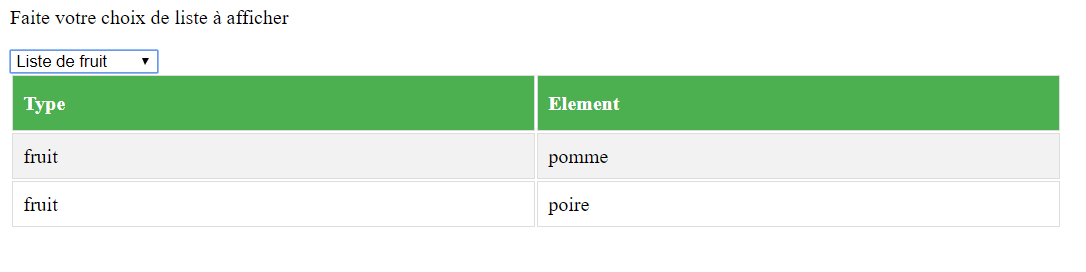 Faite votre choix de liste à afficher
Liste de fruit
Type Element
fruit pomme
fruit poire